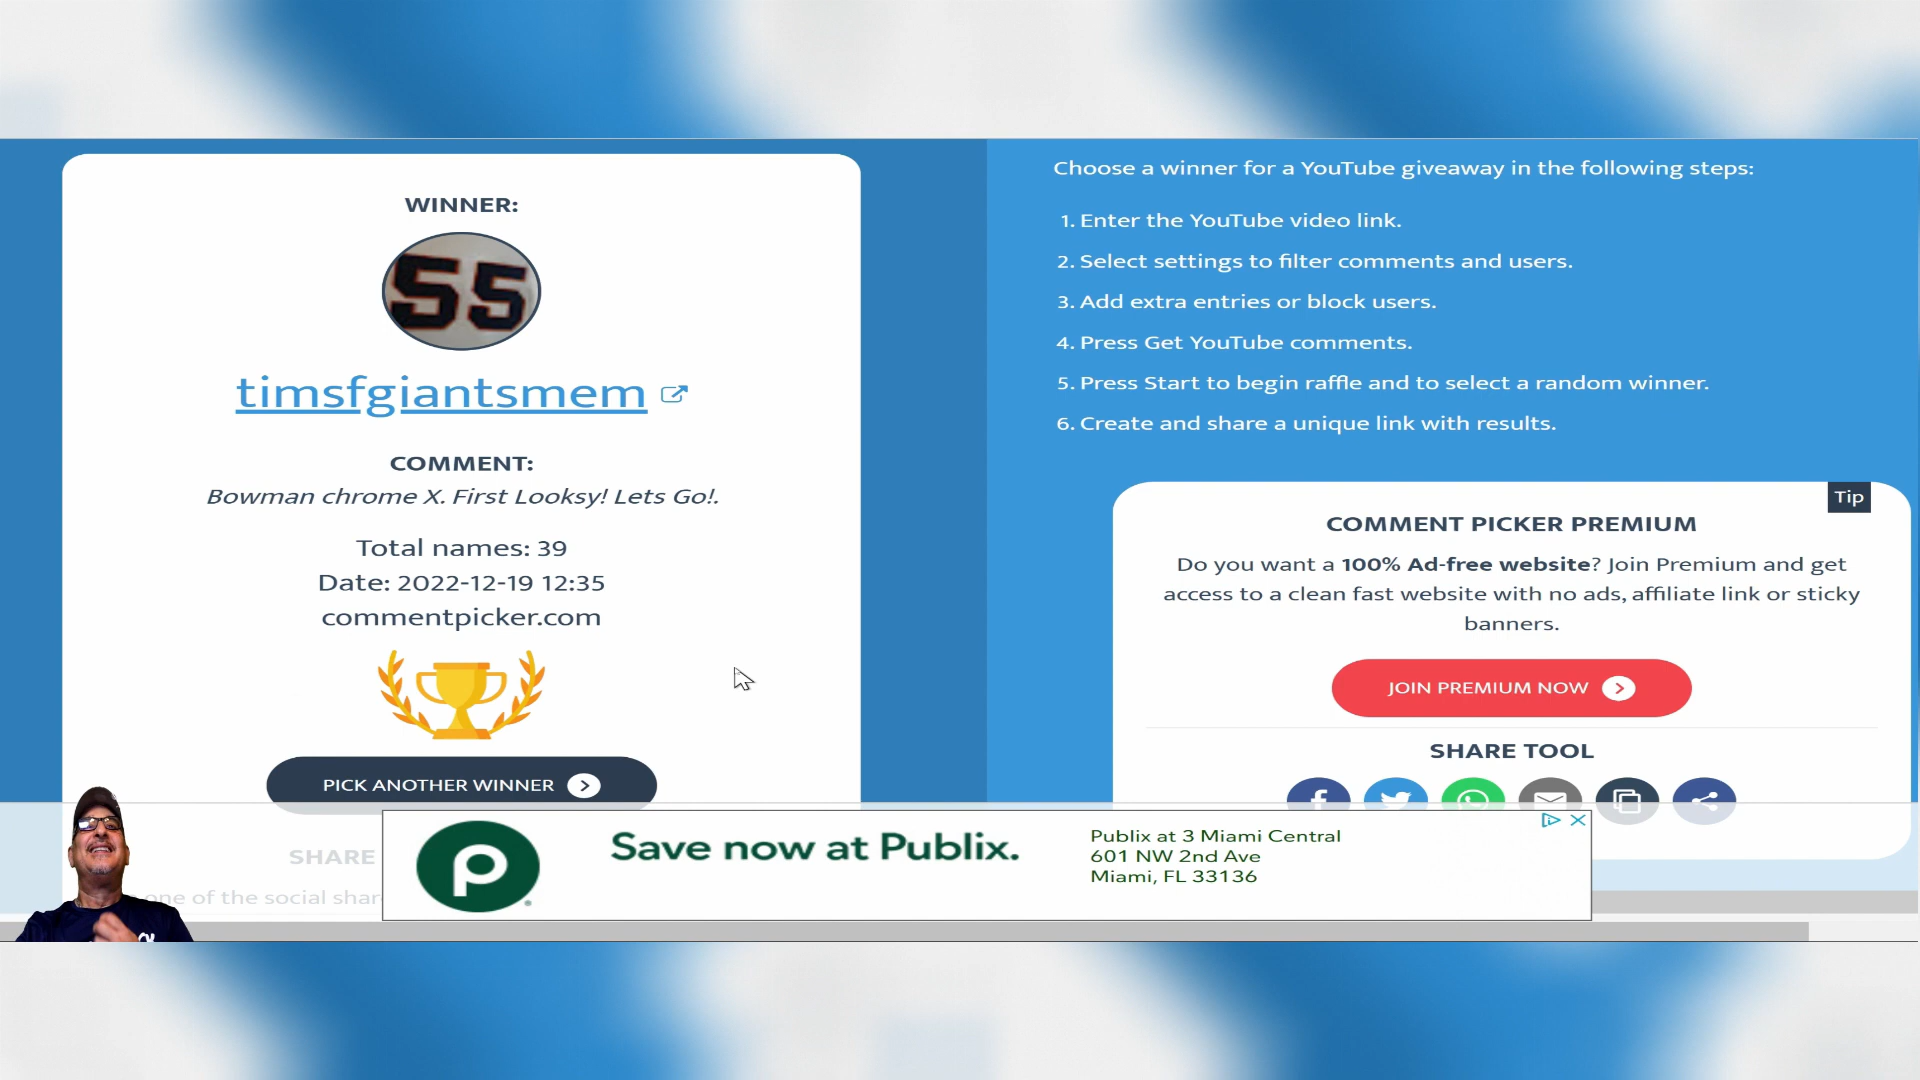 WINNER:
55
timsfgiantsmem
COMMENT:
Bowman chrome X. First Looksy! Lets Go!.
Total names: 39
Date: 2022-12-19 12:35
commentpicker.com
PICK ANOTHER WINNER
SHARE
one of the social shar
Choose a winner for a YouTube giveaway in the following steps:
1. Enter the YouTube video link.
2. Select settings to filter comments and users.
3. Add extra entries or block users.
4. Press Get YouTube comments.
5. Press Start to begin raffle and to select a random winner.
6. Create and share a unique link with results.
Tip
COMMENT PICKER PREMIUM
Do you want a 100% Ad-free website? Join Premium and get
access to a clean fast website with no ads, affiliate link or sticky
banners.
JOIN PREMIUM NOW
SHARE TOOL
P
Save now at Publix.
Publix at 3 Miami Central
601 NW 2nd Ave
Miami, FL 33136